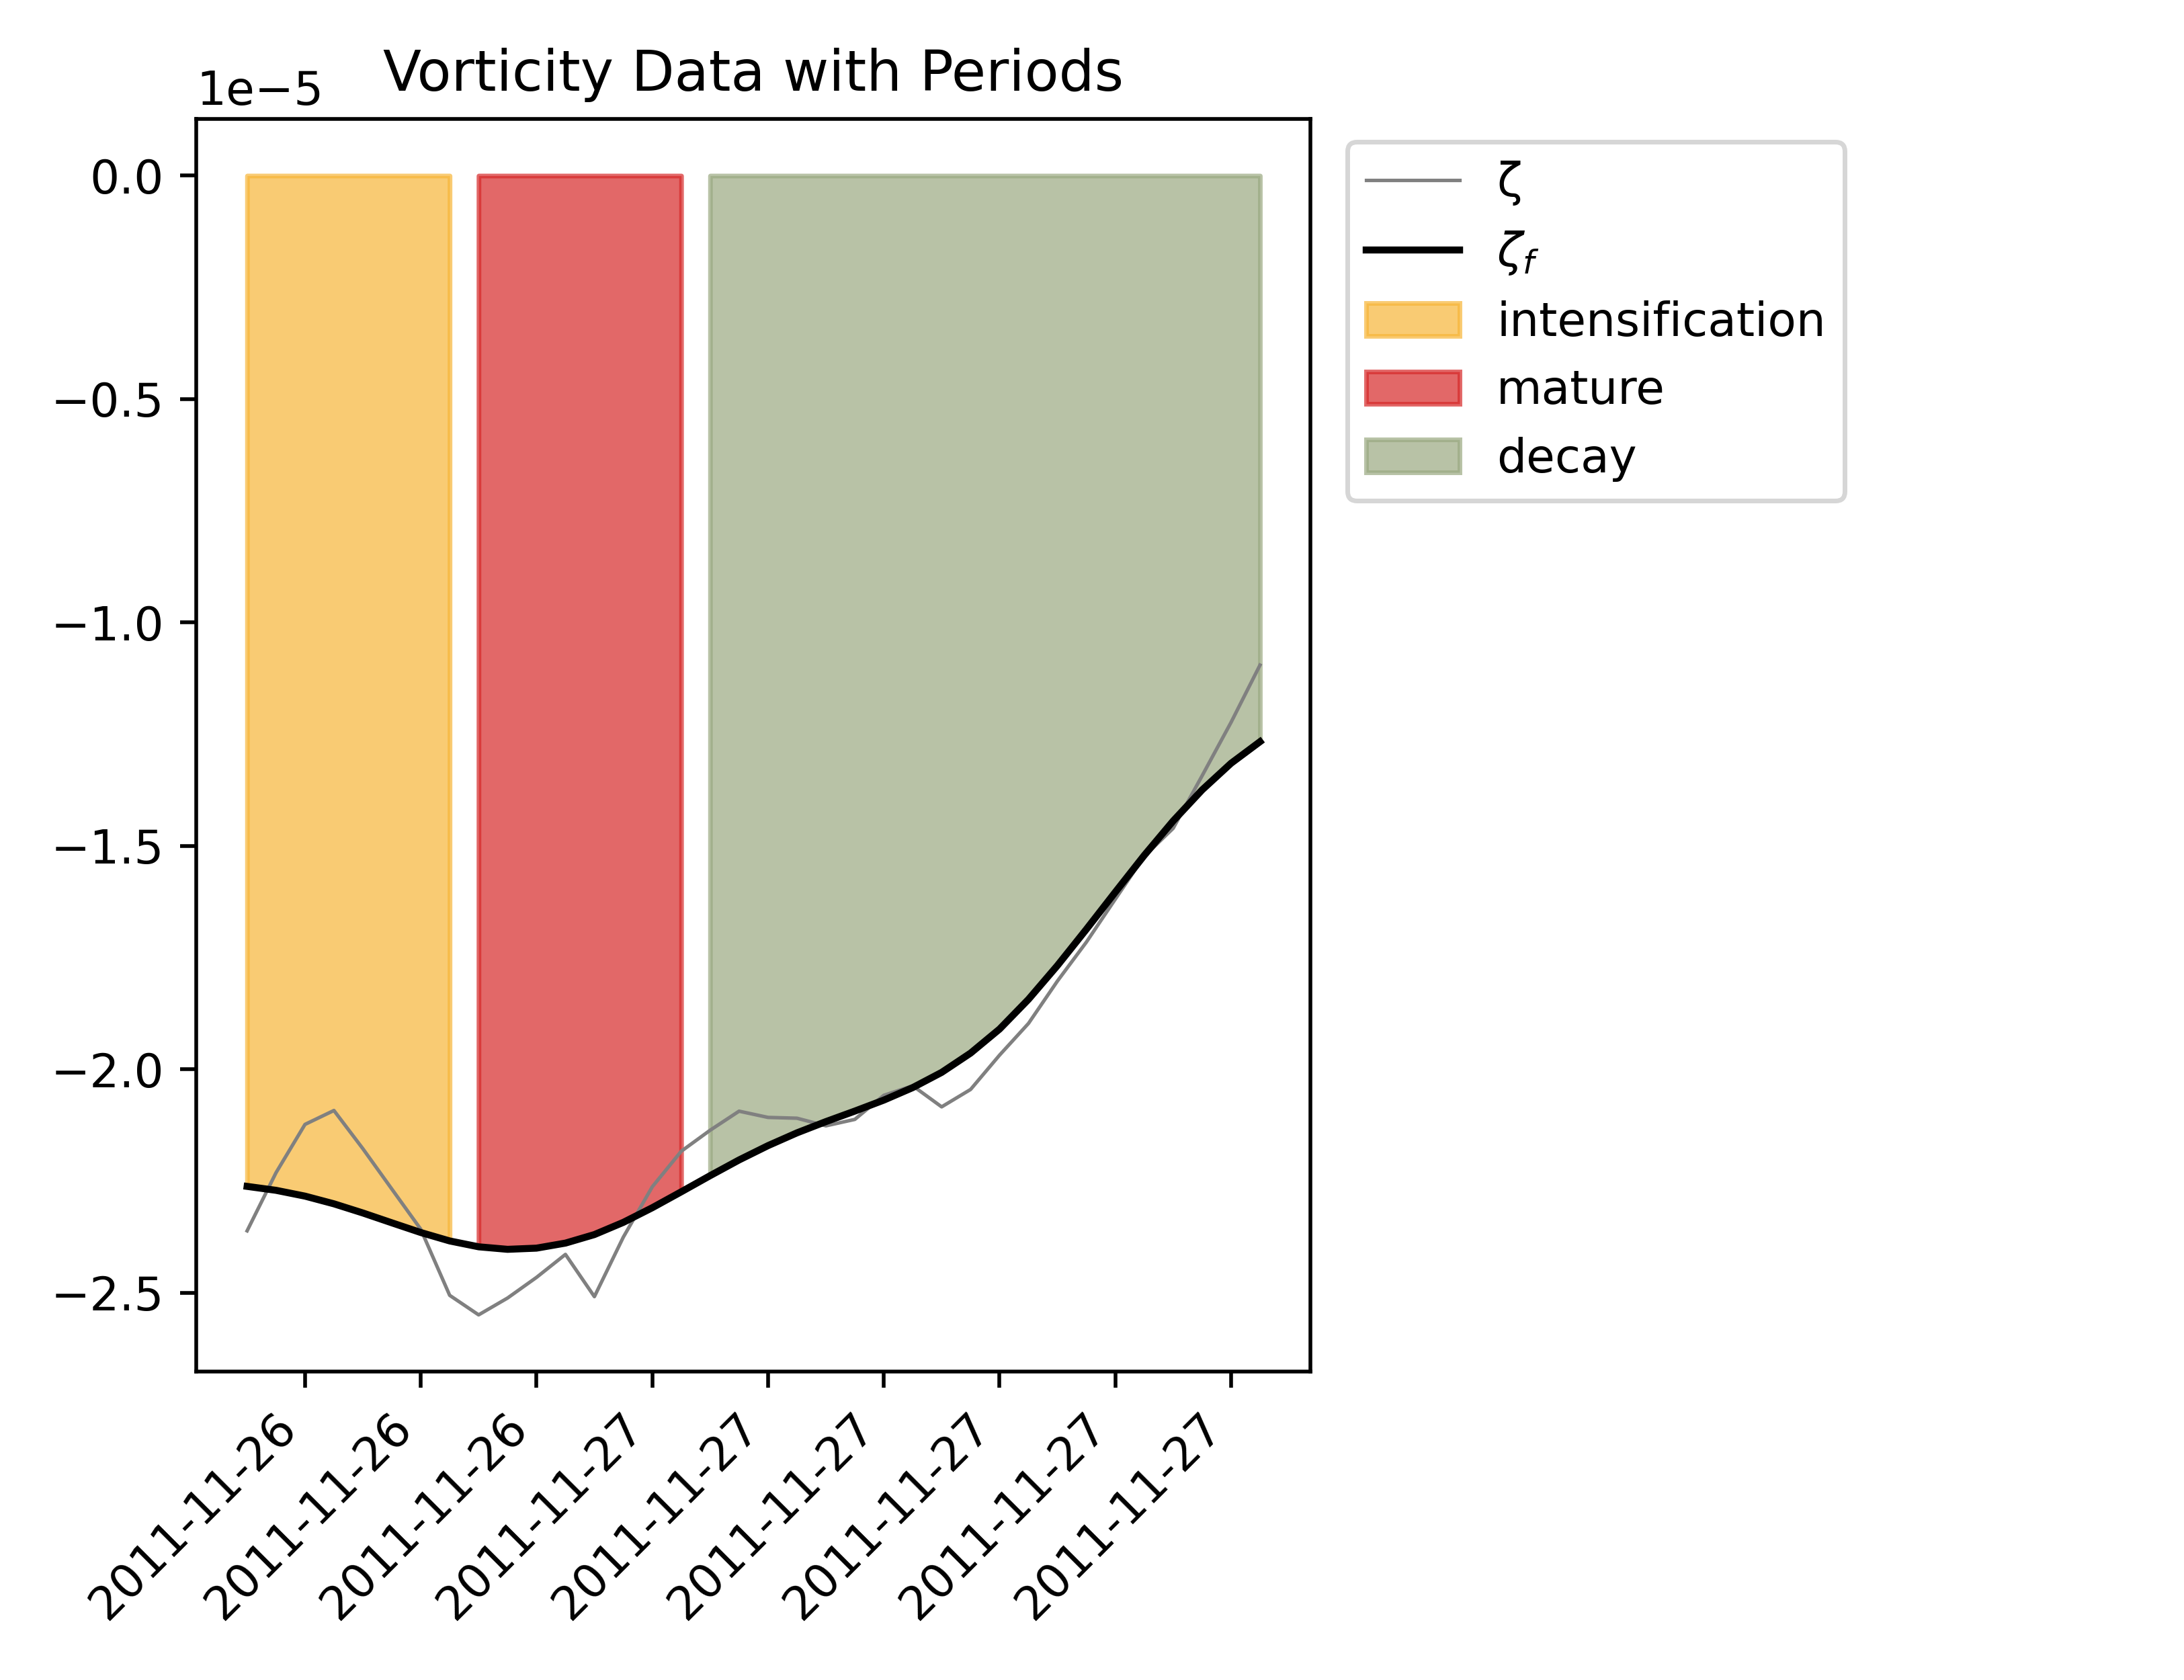 Vorticity Data with Periods
1e−5
0.0
−0.5
−1.0
−1.5
−2.0
−2.5
2011-11-26
2011-11-26
2011-11-26
2011-11-27
2011-11-27
2011-11-27
2011-11-27
2011-11-27
2011-11-27
ζ
ζf
intensification
mature
decay